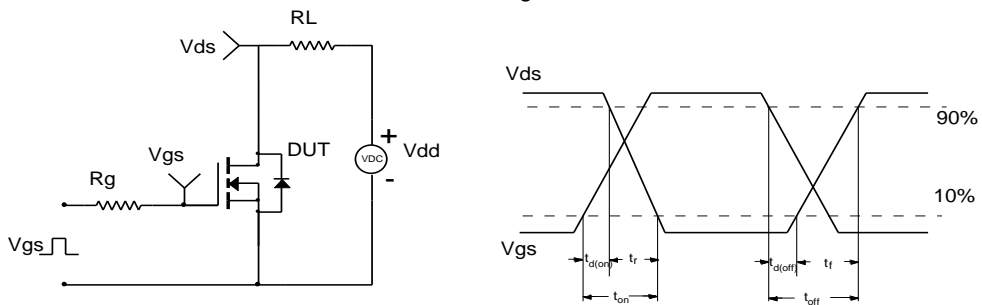 RL
Vds
Vgs
DUT
VDC
+
-
Vdd
Rg
Vgs
Vds
90%
10%
Vgs
td(on)
tr
ton
td(off)
tf
toff